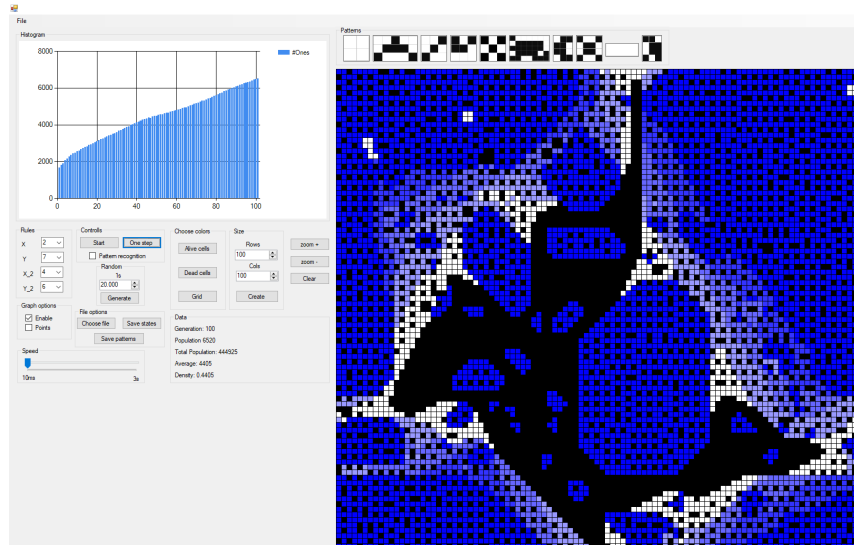 File
Histogram
8000
6000
4000
2000
0
0 20 40 60 80 100
#Ones
Patterns
Rules
X 2
Y 7
X_2 4
Y_2 6
Controlls
Start One step
Pattern recognition
Random
1s
20.000
Generate
Choose colors
Alive cells
Dead cells
Grid
Size
Rows
100
Cols
100
Create
zoom +
zoom -
Clear
Graph options
Enable
Points
File options
Choose file Save states
Save patterns
Data
Generation: 100
Population 6520
Total Population: 444925
Average: 4405
Density: 0.4405
Speed
10ms 3s